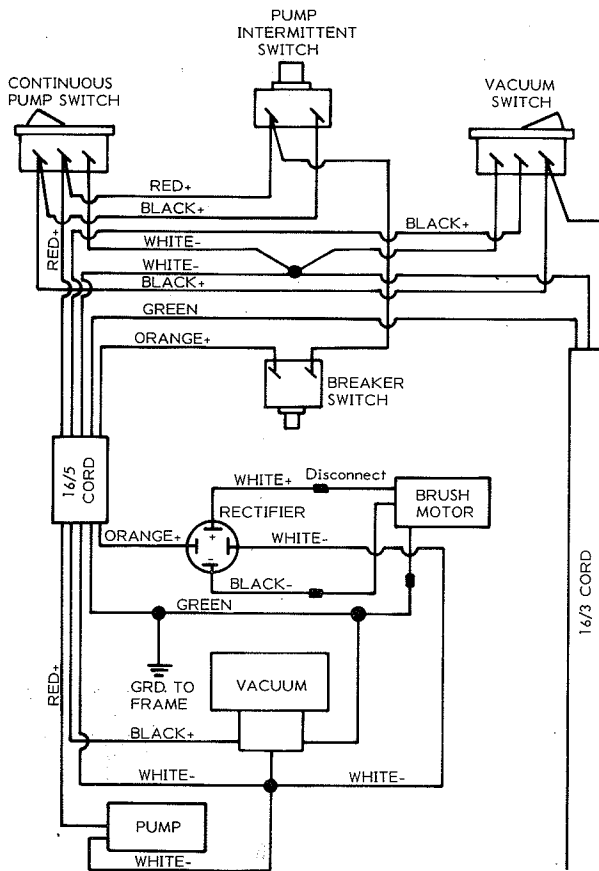 PUMP
INTERMITTENT
SWITCH
CONTINUOUS
PUMP SWITCH
VACUUM
SWITCH
RED+
BLACK+
BLACK+
RED+
WHITE-
WHITE-
BLACK+
GREEN
ORANGE+
BREAKER
SWITCH
16/5
CORD
WHITE+
Disconnect
BRUSH
MOTOR
RECTIFIER
ORANGE+
+
WHITE-
-
BLACK-
16/3 CORD
GREEN
RED+
GRD. TO
FRAME
VACUUM
BLACK+
WHITE-
WHITE-
PUMP
WHITE-